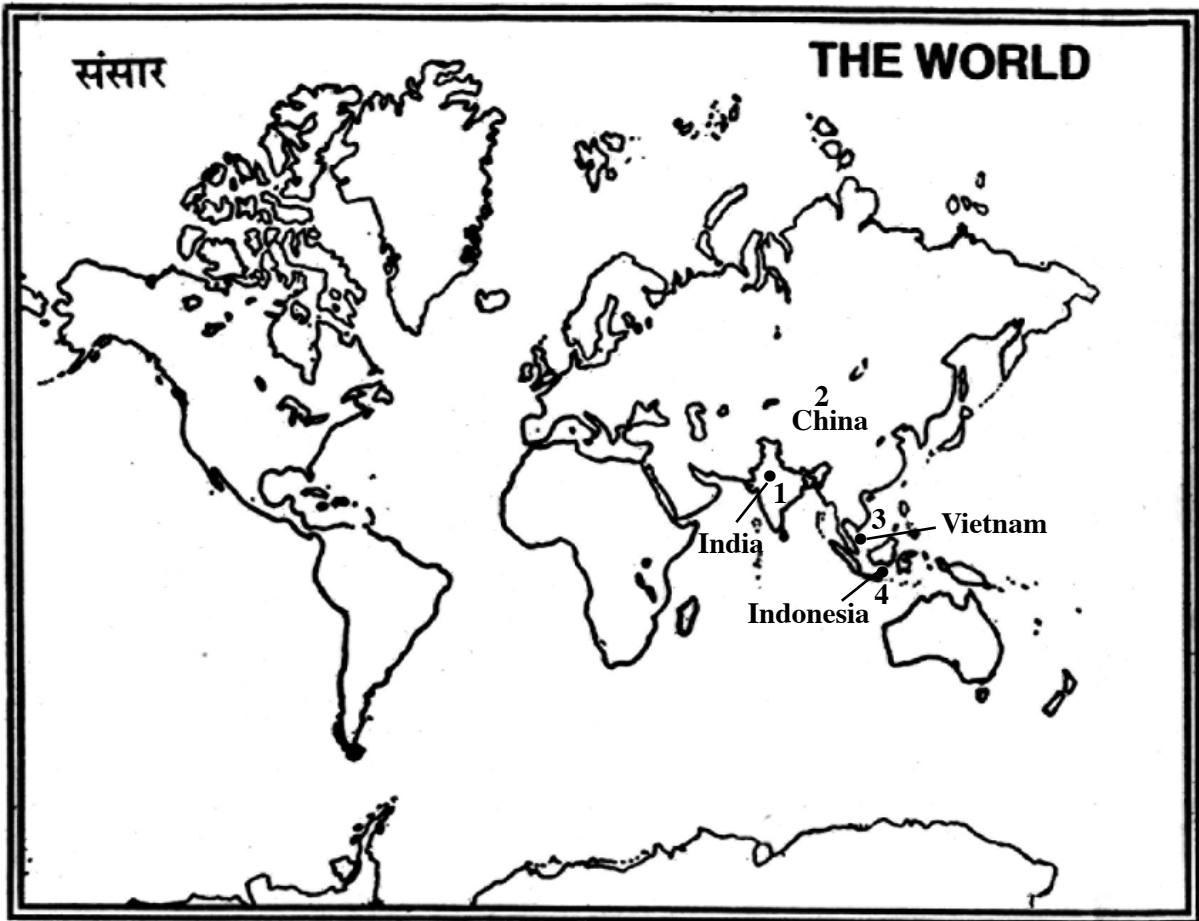 संसार
THE WORLD
2
China
1
India
3
Vietnam
Indonesia
4